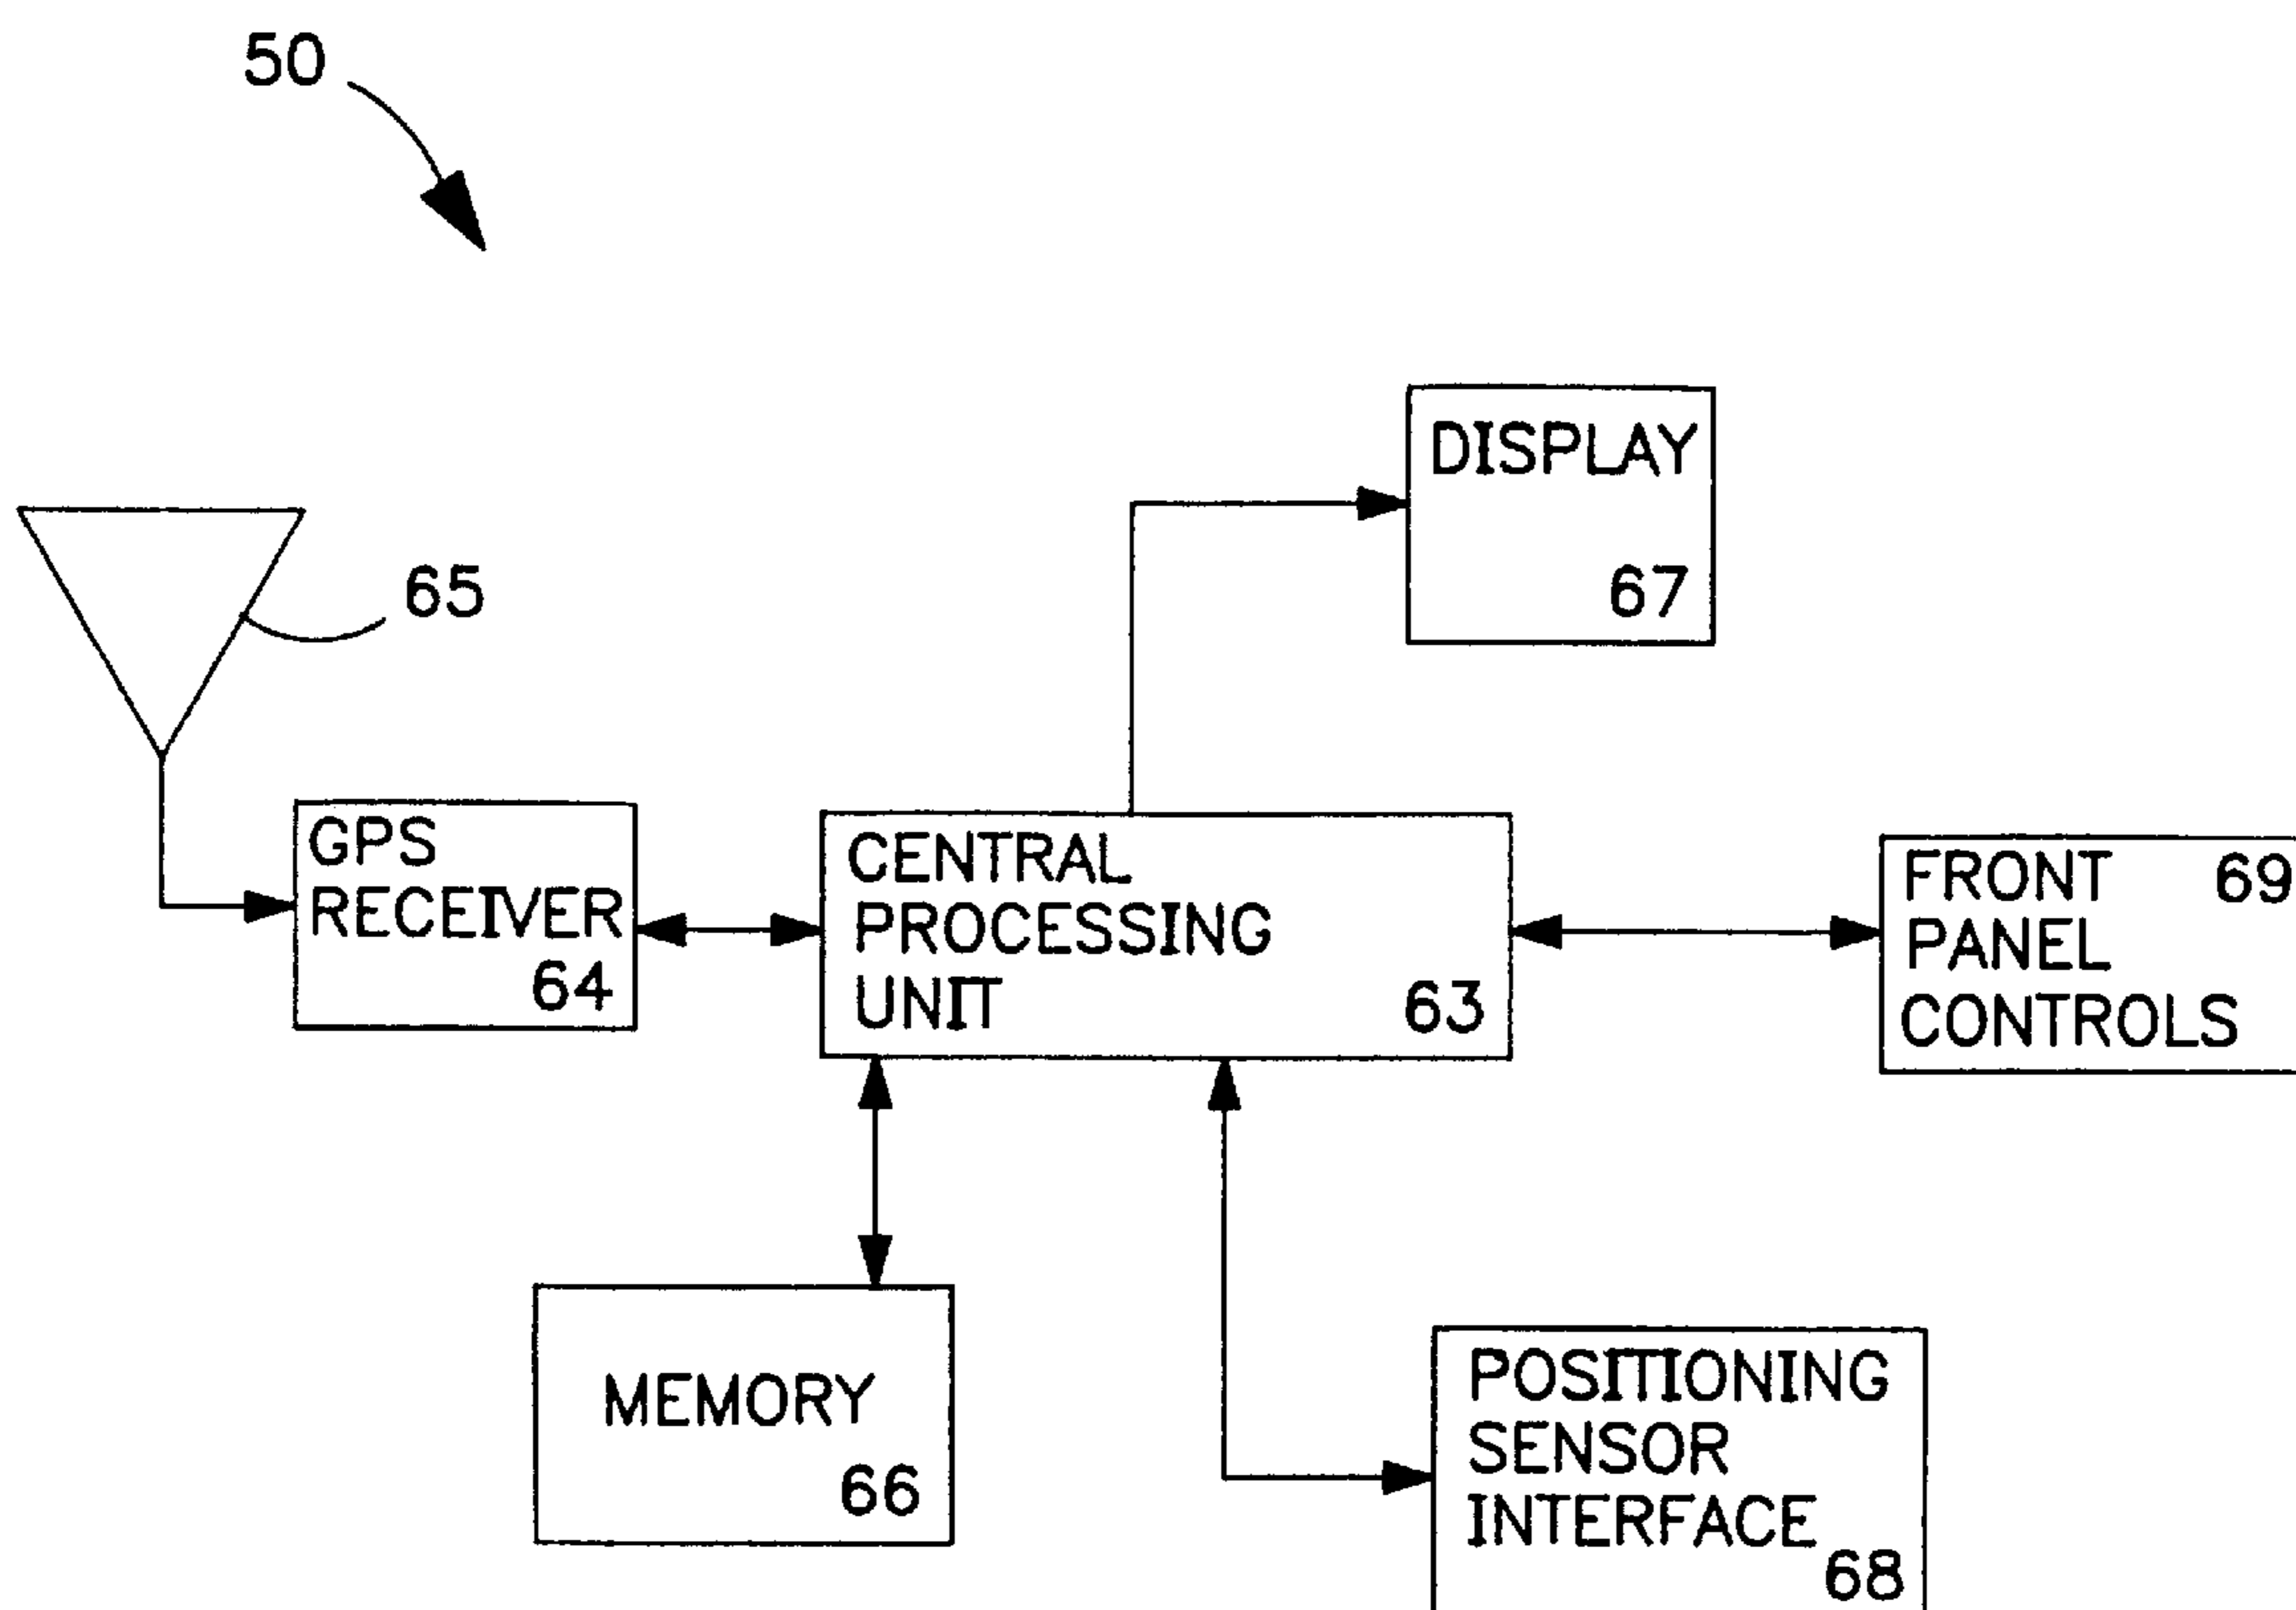 50
DISPLAY
67
65
GPS
RECEIVER
64
CENTRAL
PROCESSING
UNIT
63
FRONT 69
PANEL
CONTROLS
MEMORY
66
POSITIONING
SENSOR
INTERFACE
68